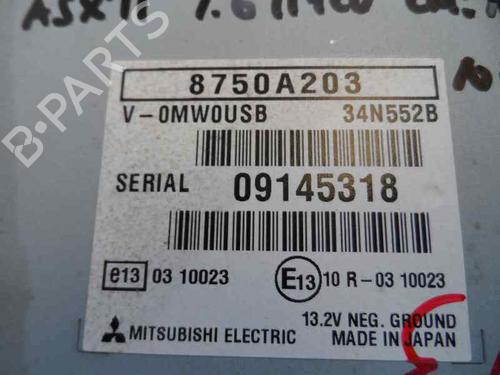 ASX
8750A203
V-0MW0USB 34N552B
SERIAL 09145318
e13 03 10023 E13 10 R-03 10023
MITSUBISHI ELECTRIC 13.2V NEG. GROUND
MADE IN JAPAN
B-PARTS